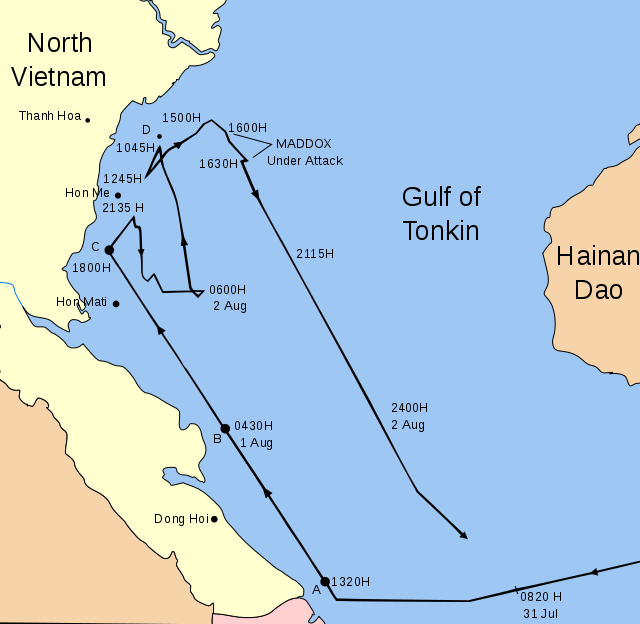 North
Vietnam
Thanh Hoa
1500H
D
1600H
1045H
MADDOX
Under Attack
1630H
1245H
Hon Me
2135 H
Gulf of
Tonkin
C
2115H
Hainan
Dao
1800H
0600H
2 Aug
Hon Mati
2400H
2 Aug
0430H
1 Aug
B
Dong Hoi
1320H
A
0820 H
31 Jul